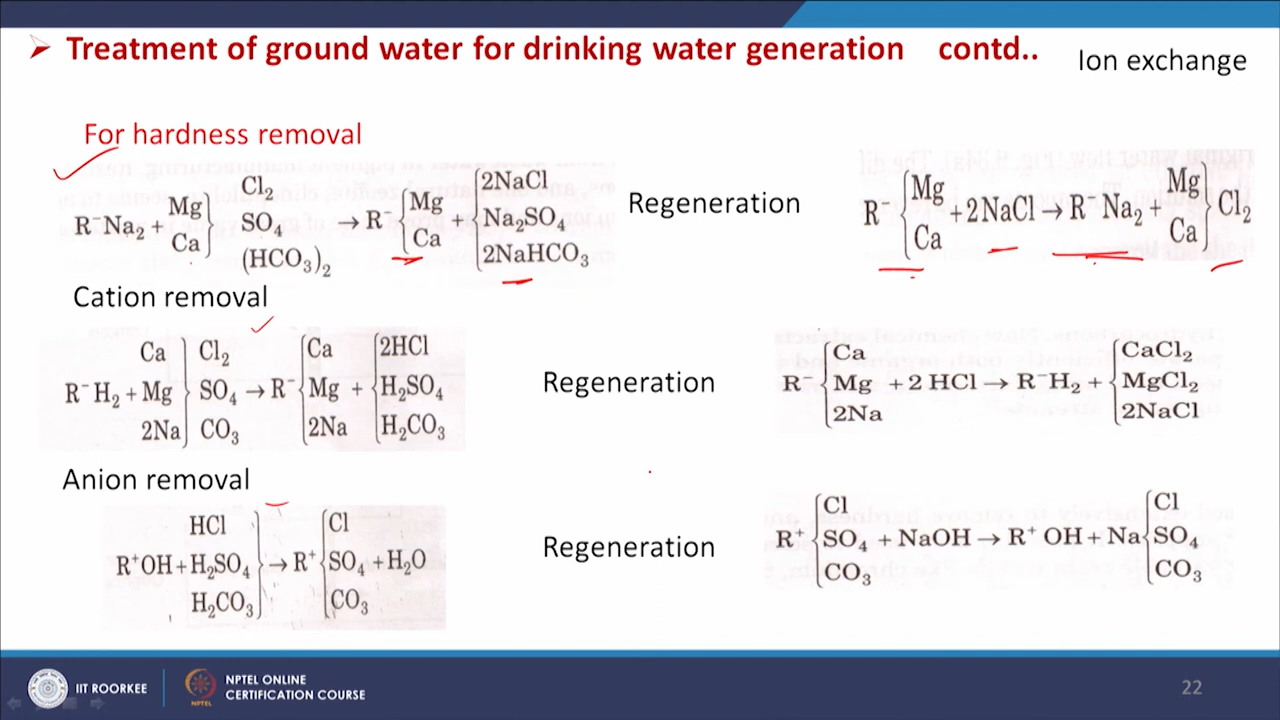 ➢ Treatment of ground water for drinking water generation contd..
Ion exchange
For hardness removal
R⁻Na₂ + Mg Ca } Cl₂ SO₄ (HCO₃)₂ → R⁻ { Mg Ca + { 2NaCl Na₂SO₄ 2NaHCO₃
Regeneration
R⁻ { Mg Ca + 2NaCl → R⁻ Na₂ + Mg Ca } Cl₂
Cation removal
R⁻H₂ + Ca Mg 2Na } Cl₂ SO₄ CO₃ → R⁻ { Ca Mg 2Na + { 2HCl H₂SO₄ H₂CO₃
Regeneration
R⁻ { Ca Mg 2Na + 2 HCl → R⁻H₂ + { CaCl₂ MgCl₂ 2NaCl
Anion removal
R⁺OH + HCl H₂SO₄ H₂CO₃ } → R⁺ { Cl SO₄ CO₃ + H₂O
Regeneration
R⁺ { Cl SO₄ CO₃ + NaOH → R⁺ OH + Na { Cl SO₄ CO₃
IIT ROORKEE
NPTEL
NPTEL ONLINE
CERTIFICATION COURSE
22